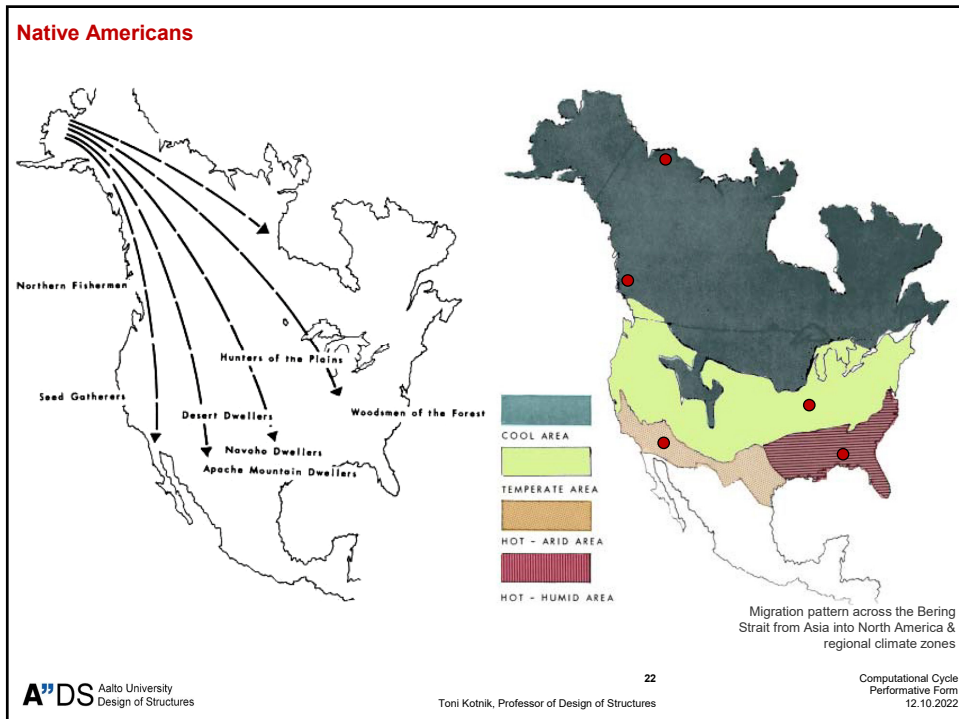 Native Americans
Northern Fishermen
Hunters of the Plains
Seed Gatherers
Desert Dwellers
Woodsmen of the Forest
Navoho Dwellers
Apache Mountain Dwellers
COOL AREA
TEMPERATE AREA
HOT - ARID AREA
HOT - HUMID AREA
Migration pattern across the Bering
Strait from Asia into North America &
regional climate zones
A"DS Aalto University
Design of Structures
22
Toni Kotnik, Professor of Design of Structures
Computational Cycle
Performative Form
12.10.2022